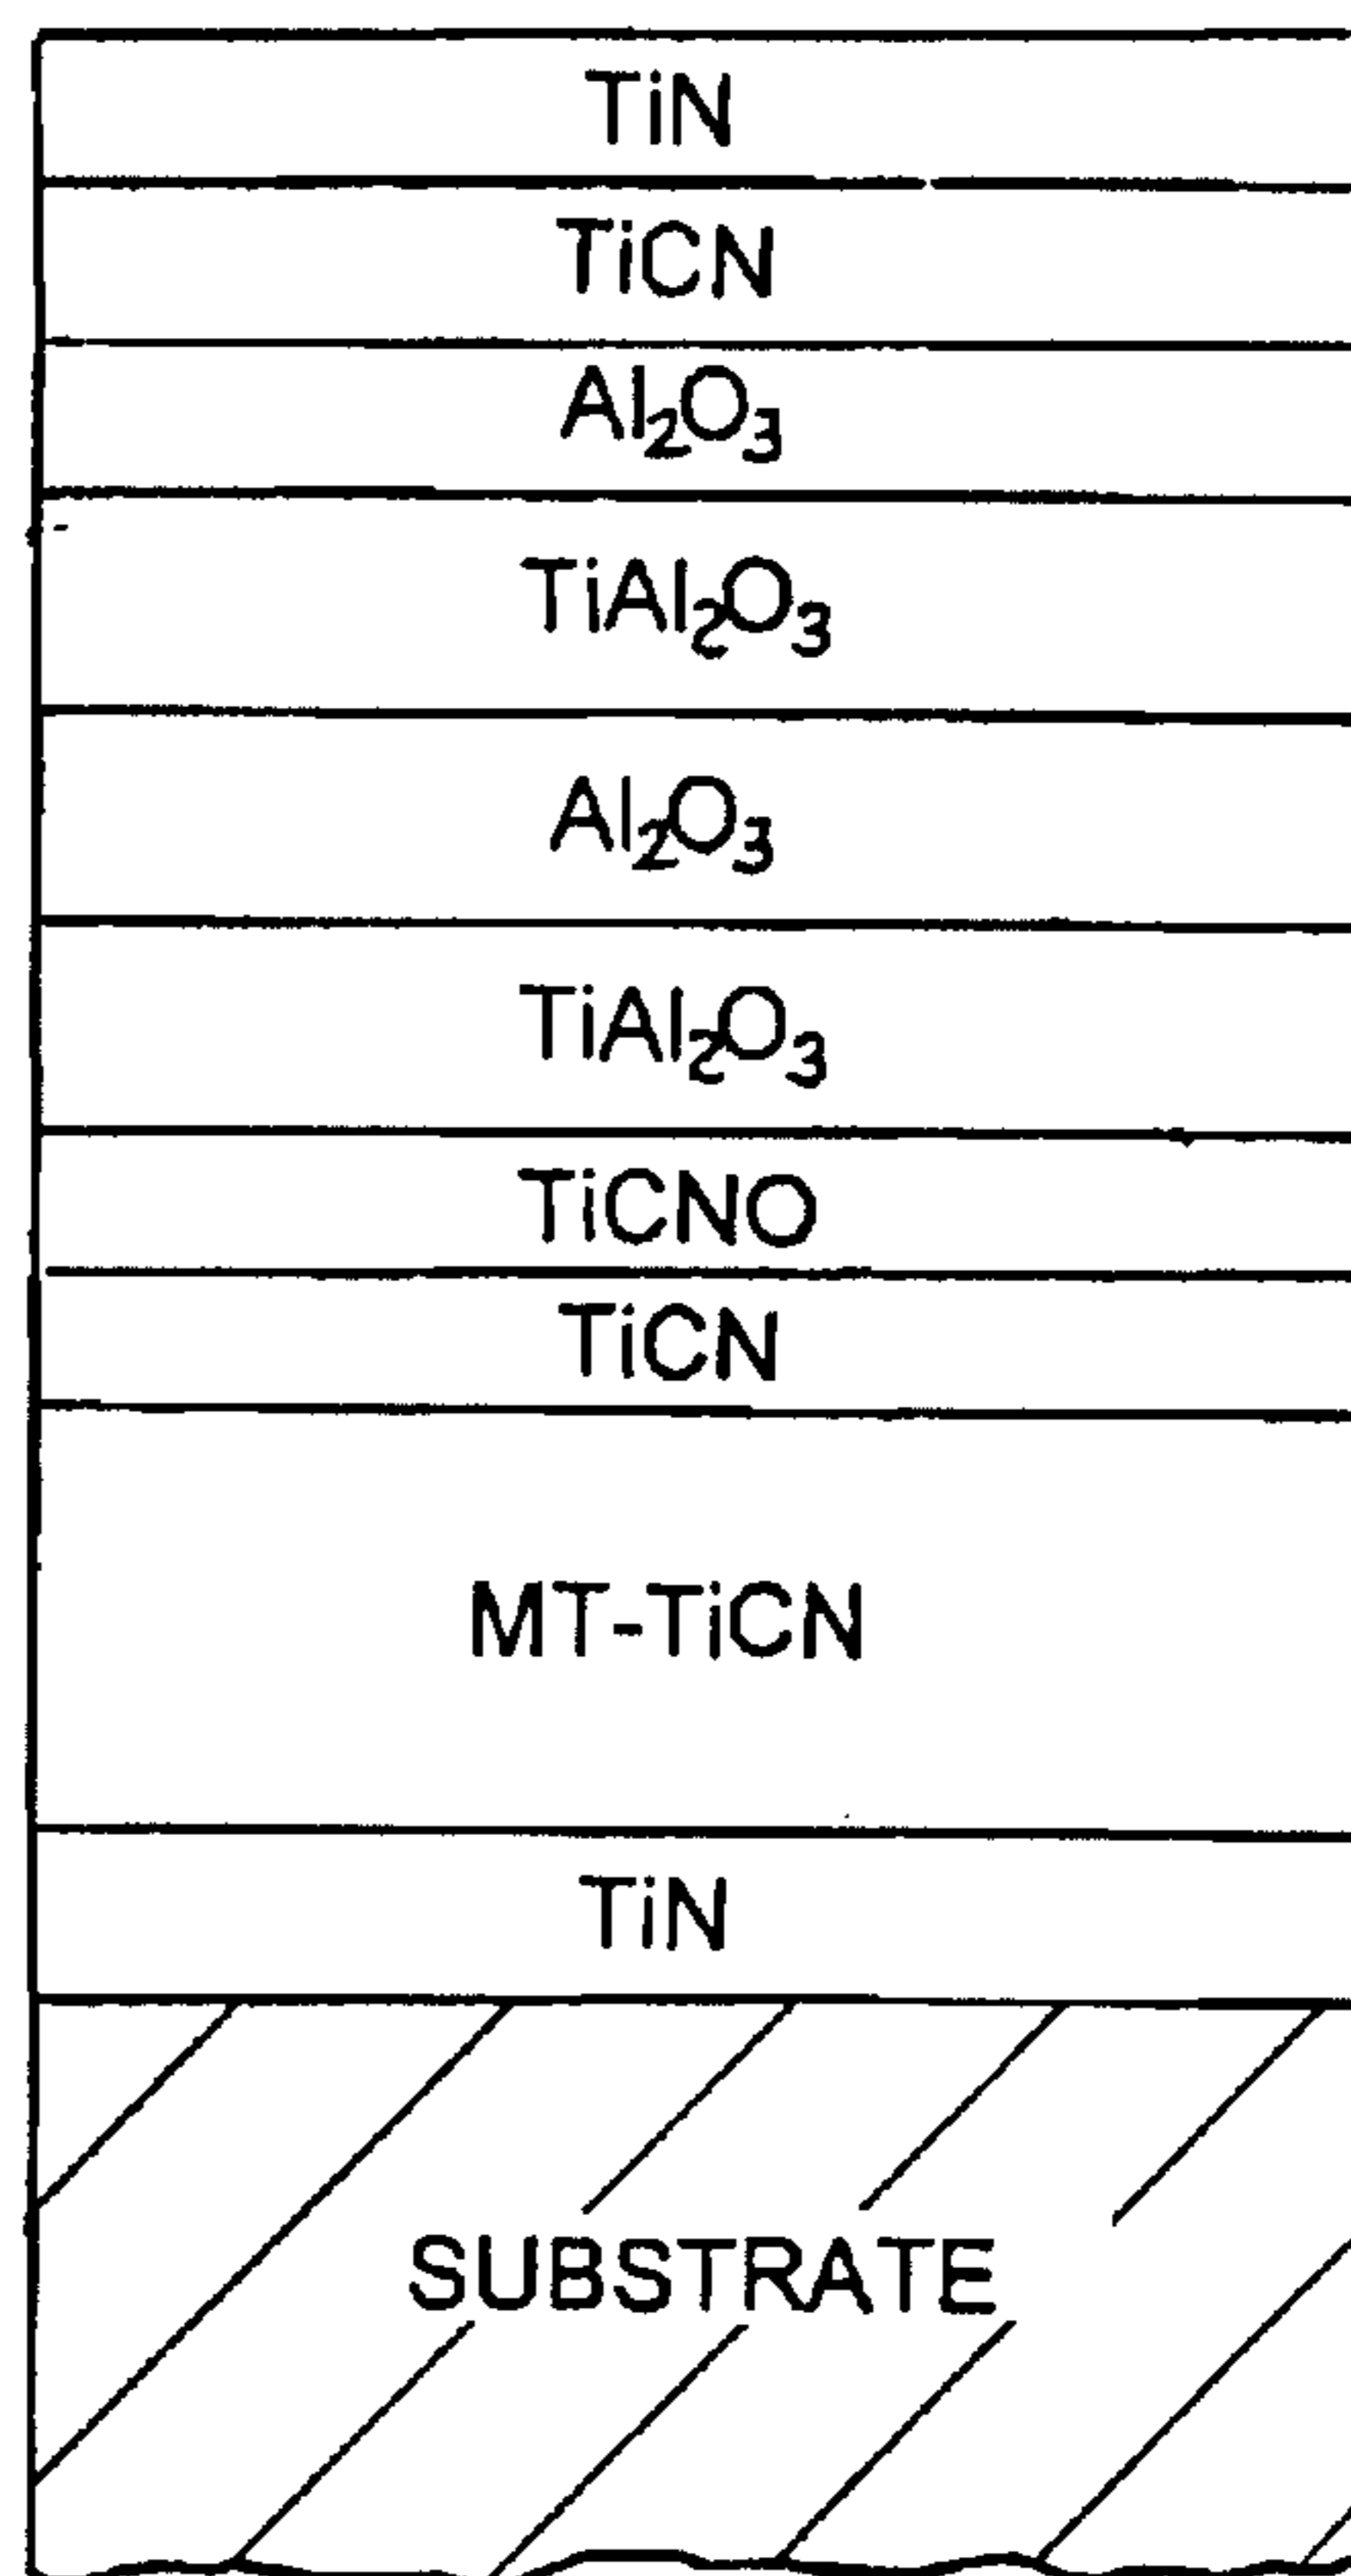 TiN
TiCN
Al₂O₃
TiAl₂O₃
Al₂O₃
TiAl₂O₃
TiCNO
TiCN
MT-TiCN
TiN
SUBSTRATE